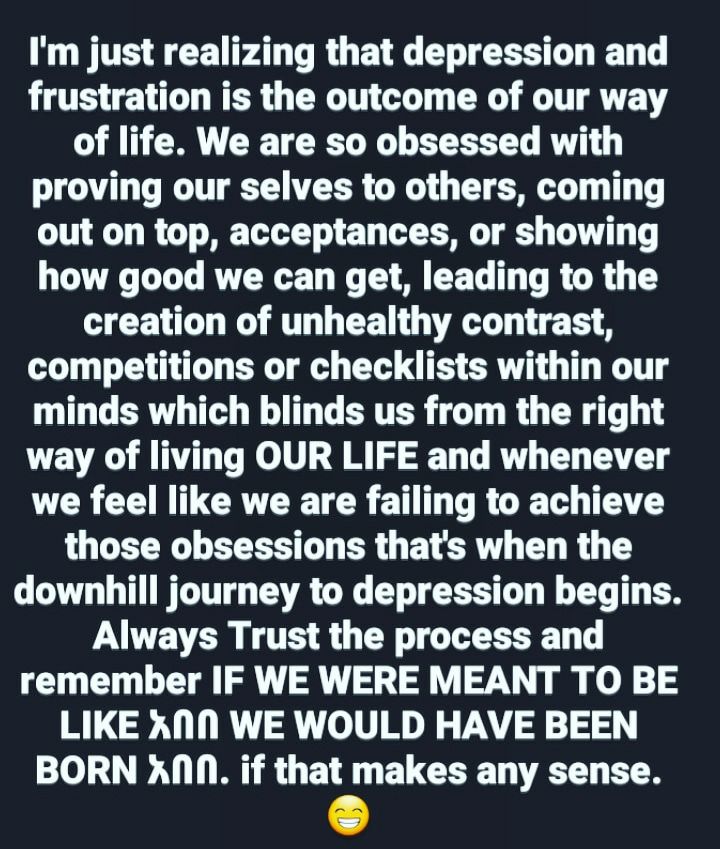 I'm just realizing that depression and
frustration is the outcome of our way
of life. We are so obsessed with
proving our selves to others, coming
out on top, acceptances, or showing
how good we can get, leading to the
creation of unhealthy contrast,
competitions or checklists within our
minds which blinds us from the right
way of living OUR LIFE and whenever
we feel like we are failing to achieve
those obsessions that's when the
downhill journey to depression begins.
Always Trust the process and
remember IF WE WERE MEANT TO BE
LIKE አበበ WE WOULD HAVE BEEN
BORN አበበ. if that makes any sense.
😁